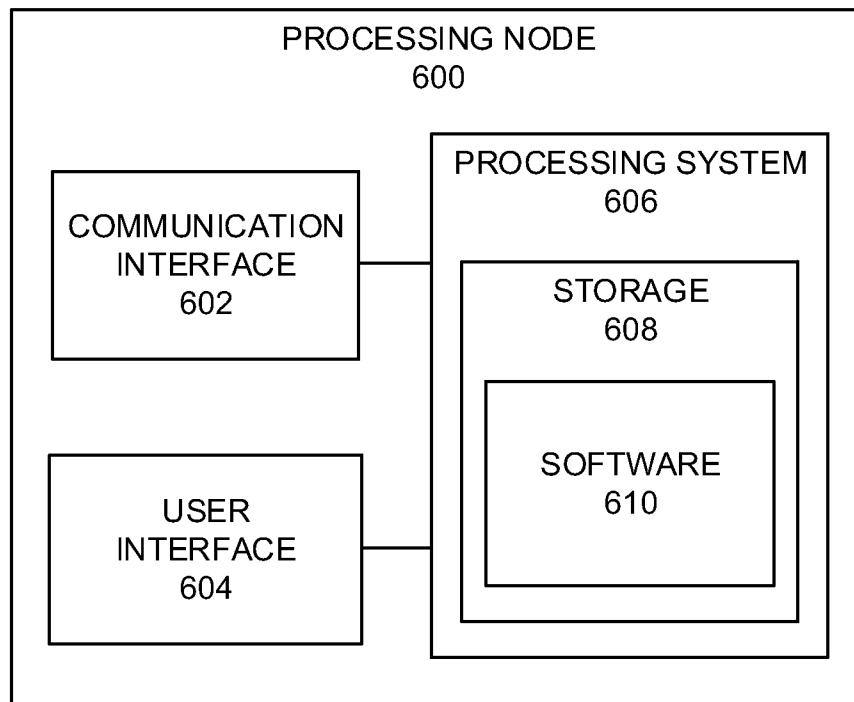 PROCESSING NODE
600
PROCESSING SYSTEM
606
COMMUNICATION
INTERFACE
602
STORAGE
608
SOFTWARE
610
USER
INTERFACE
604